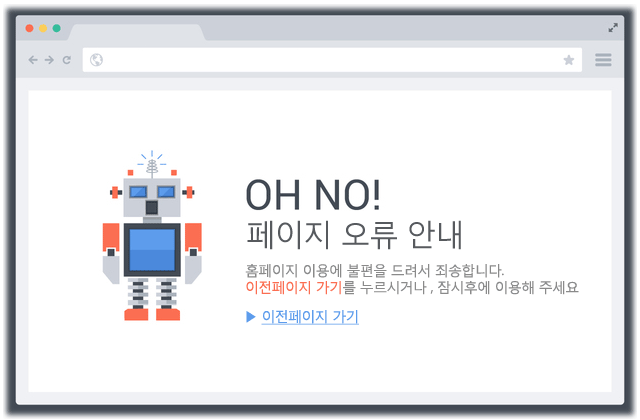 OH NO!
페이지 오류 안내
홈페이지 이용에 불편을 드려서 죄송합니다.
이전페이지 가기를 누르시거나 , 잠시후에 이용해 주세요
▶ 이전페이지 가기